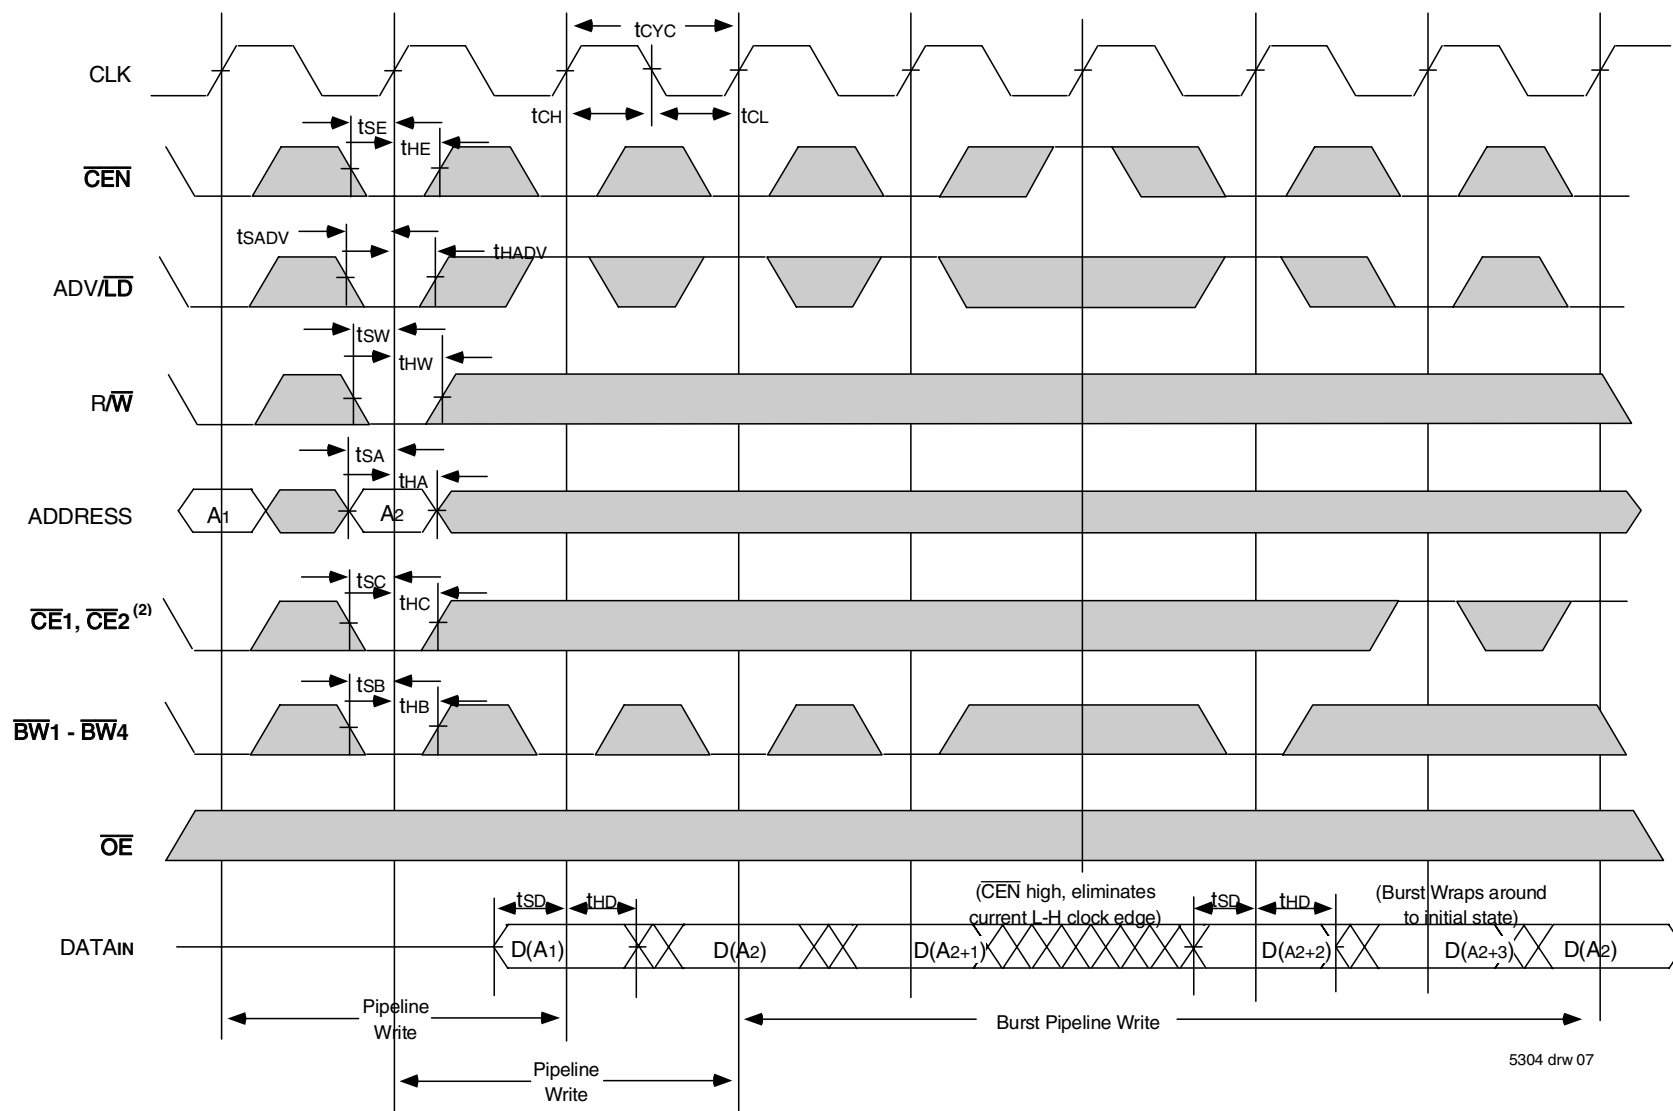 tCYC
CLK
tCH
tCL
tSE
tHE
CEN
tSADV
tHADV
ADV/LD
tSW
tHW
R/W
tSA
tHA
ADDRESS
A1
A2
tSC
tHC
CE1, CE2(2)
tSB
tHB
BW1 - BW4
OE
(CEN high, eliminates
current L-H clock edge)
(Burst Wraps around
to initial state)
tSD
tHD
tSD
tHD
DATAIN
D(A1)
D(A2)
D(A2+1)
D(A2+2)
D(A2+3)
D(A2)
Pipeline
Write
Burst Pipeline Write
Pipeline
Write
5304 drw 07